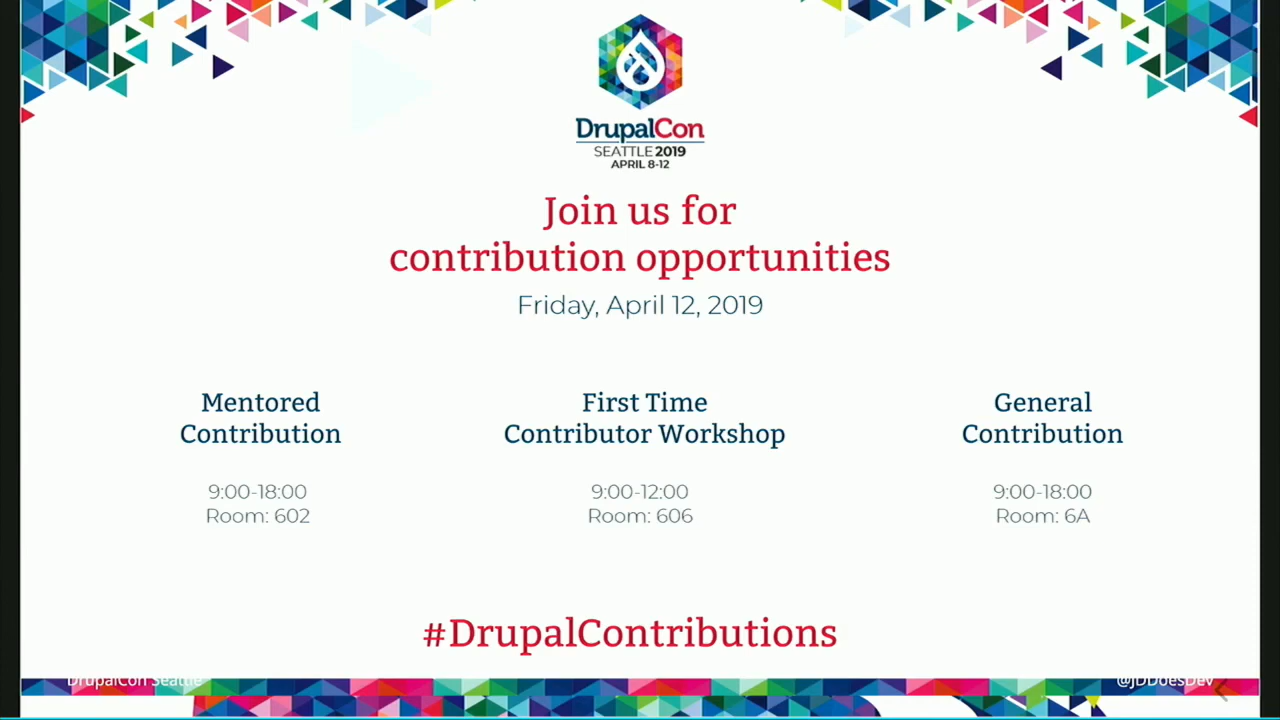 DrupalCon
SEATTLE 2019
APRIL 8-12
Join us for
contribution opportunities
Friday, April 12, 2019
Mentored
Contribution
9:00-18:00
Room: 602
First Time
Contributor Workshop
9:00-12:00
Room: 606
General
Contribution
9:00-18:00
Room: 6A
#DrupalContributions
DrupalCon Seattle
@JDDoesDev